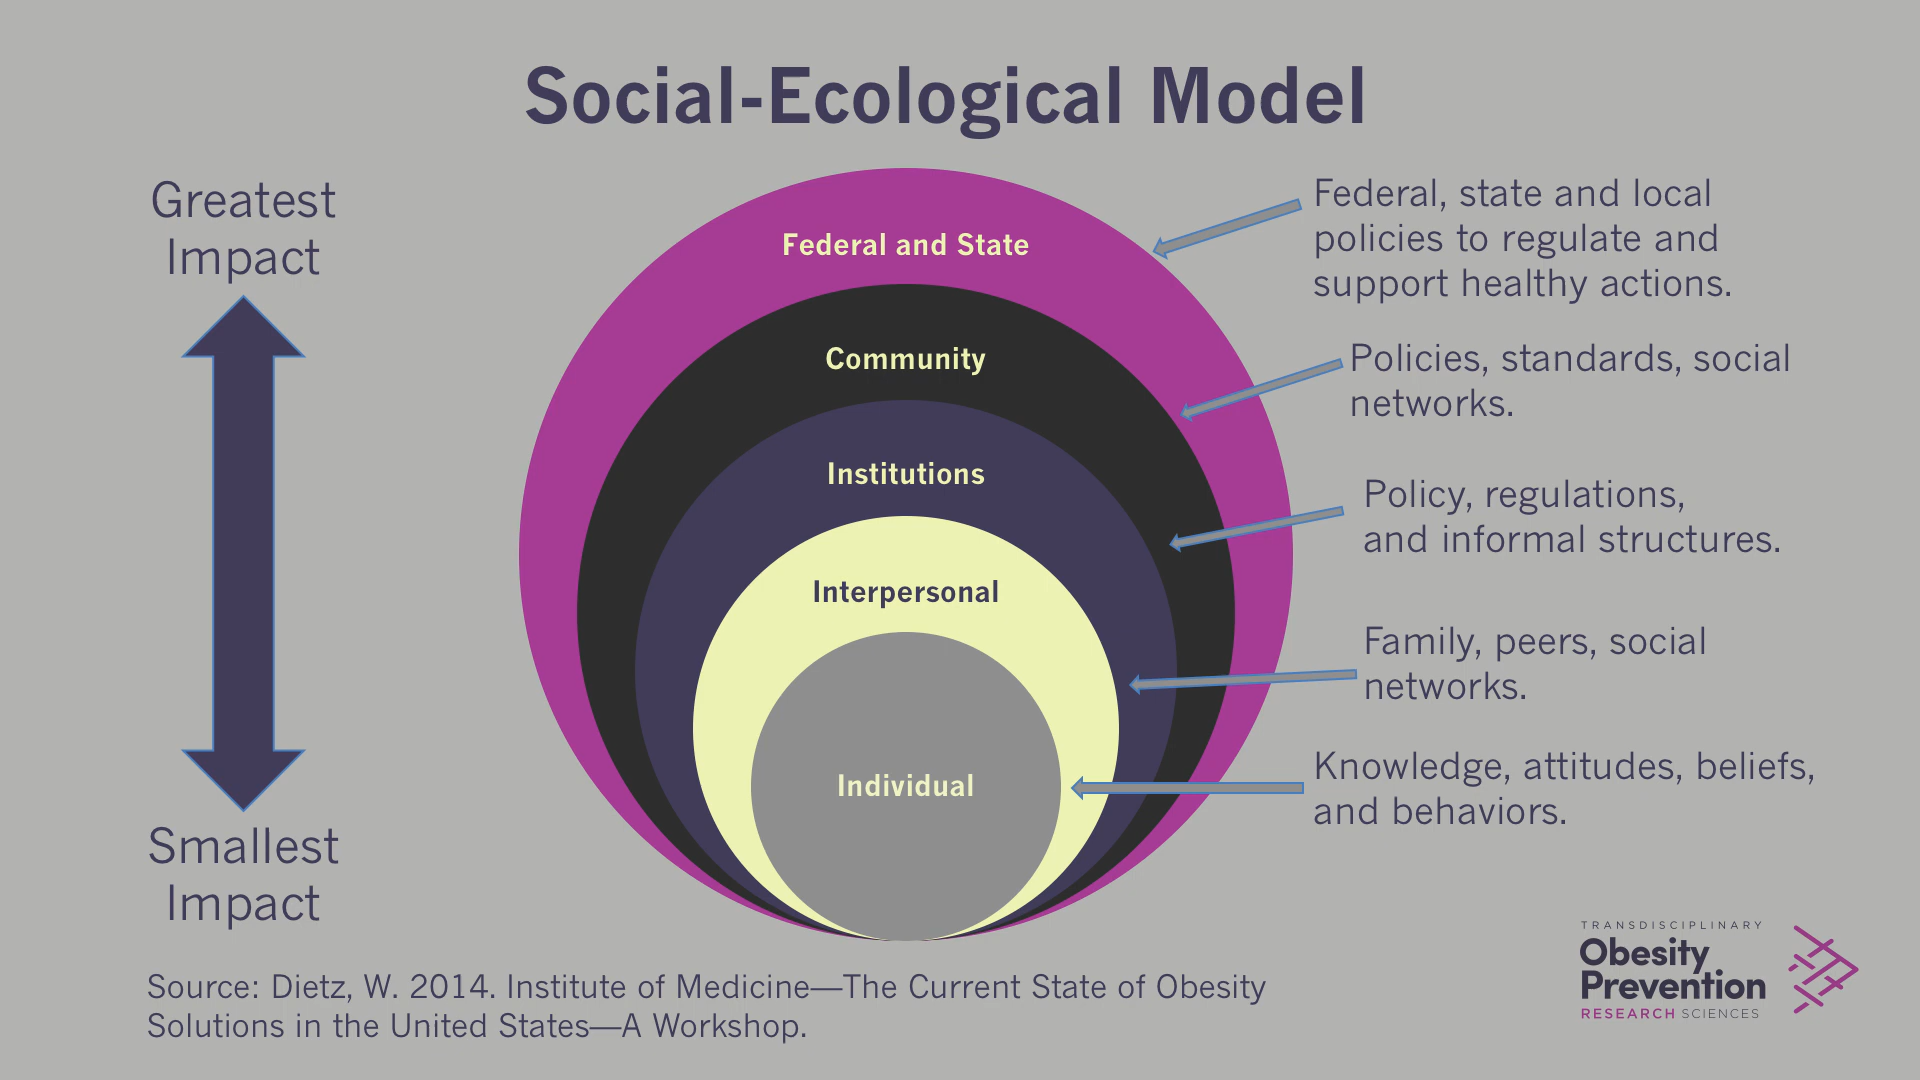 Social-Ecological Model
Greatest
Impact
Smallest
Impact
Federal and State
Community
Institutions
Interpersonal
Individual
Federal, state and local
policies to regulate and
support healthy actions.
Policies, standards, social
networks.
Policy, regulations,
and informal structures.
Family, peers, social
networks.
Knowledge, attitudes, beliefs,
and behaviors.
Source: Dietz, W. 2014. Institute of Medicine—The Current State of Obesity
Solutions in the United States—A Workshop.
TRANSDISCIPLINARY
Obesity
Prevention
RESEARCH SCIENCES